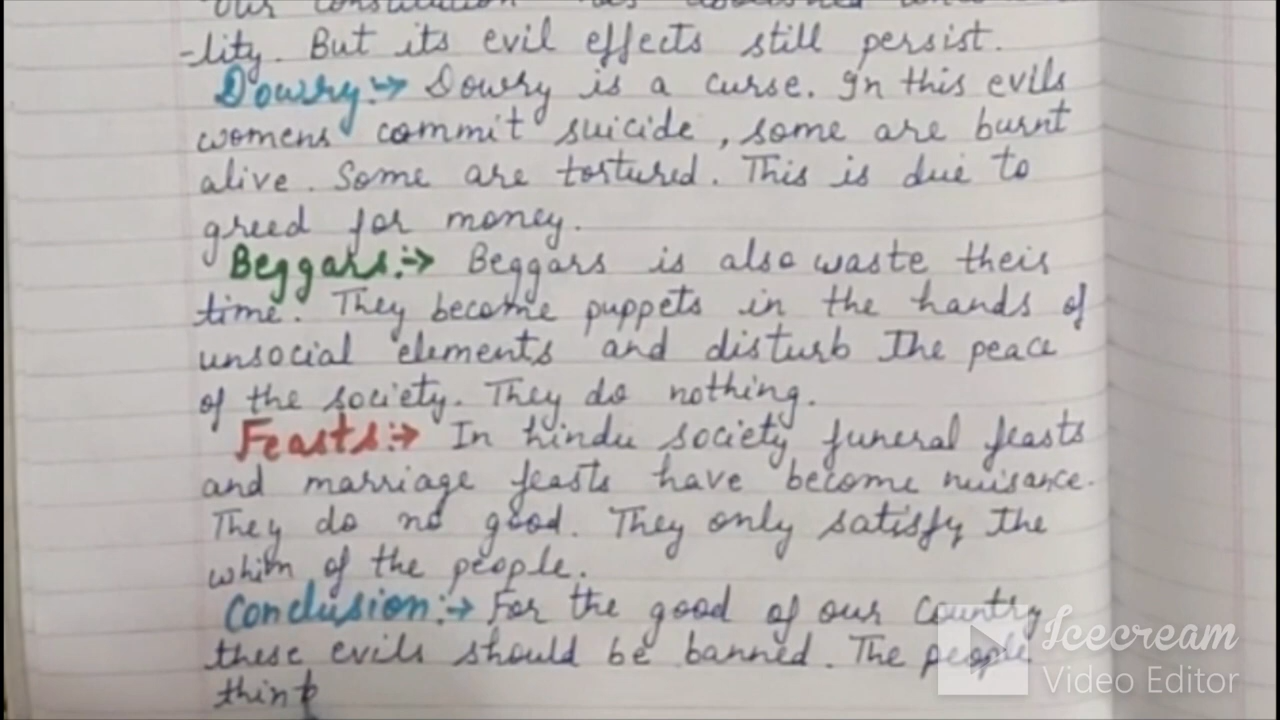 our constitution has abolished
-lity. But its evil effects still persist.
Dowry:→ Dowry is a curse. In this evils
womens commit suicide, some are burnt
alive. Some are tortured. This is due to
greed for money.
Beggars:→ Beggars is also waste their
time. They become puppets in the hands of
unsocial elements and disturb The peace
of the society. They do nothing.
Feasts:→ In hindu society funeral feasts
and marriage feasts have become nuisance.
They do no good. They only satisfy The
whim of the people.
Conclusion:→ For the good of our country
these evils should be banned. The people
think
Icecream
Video Editor